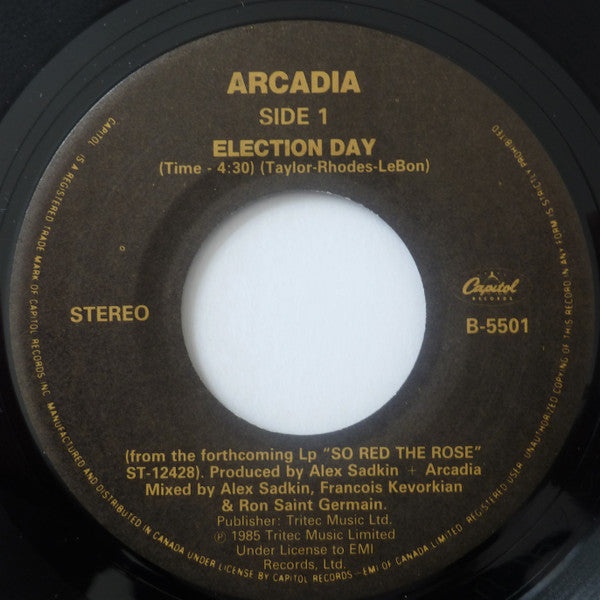 ARCADIA
SIDE 1
ELECTION DAY
(Time - 4:30) (Taylor-Rhodes-LeBon)
STEREO
Capitol
RECORDS
B-5501
(from the forthcoming Lp "SO RED THE ROSE"
ST-12428). Produced by Alex Sadkin + Arcadia
Mixed by Alex Sadkin, Francois Kevorkian
& Ron Saint Germain.
Publisher: Tritec Music Ltd.
℗ 1985 Tritec Music Limited
Under License to EMI
Records, Ltd.
CAPITOL IS A REGISTERED TRADE MARK OF CAPITOL RECORDS INC. MANUFACTURED AND DISTRIBUTED IN CANADA UNDER LICENSE BY CAPITOL RECORDS-EMI OF CANADA LIMITED. REGISTERED USER. UNAUTHORIZED COPYING OF THIS RECORD IN ANY FORM IS STRICTLY PROHIBITED